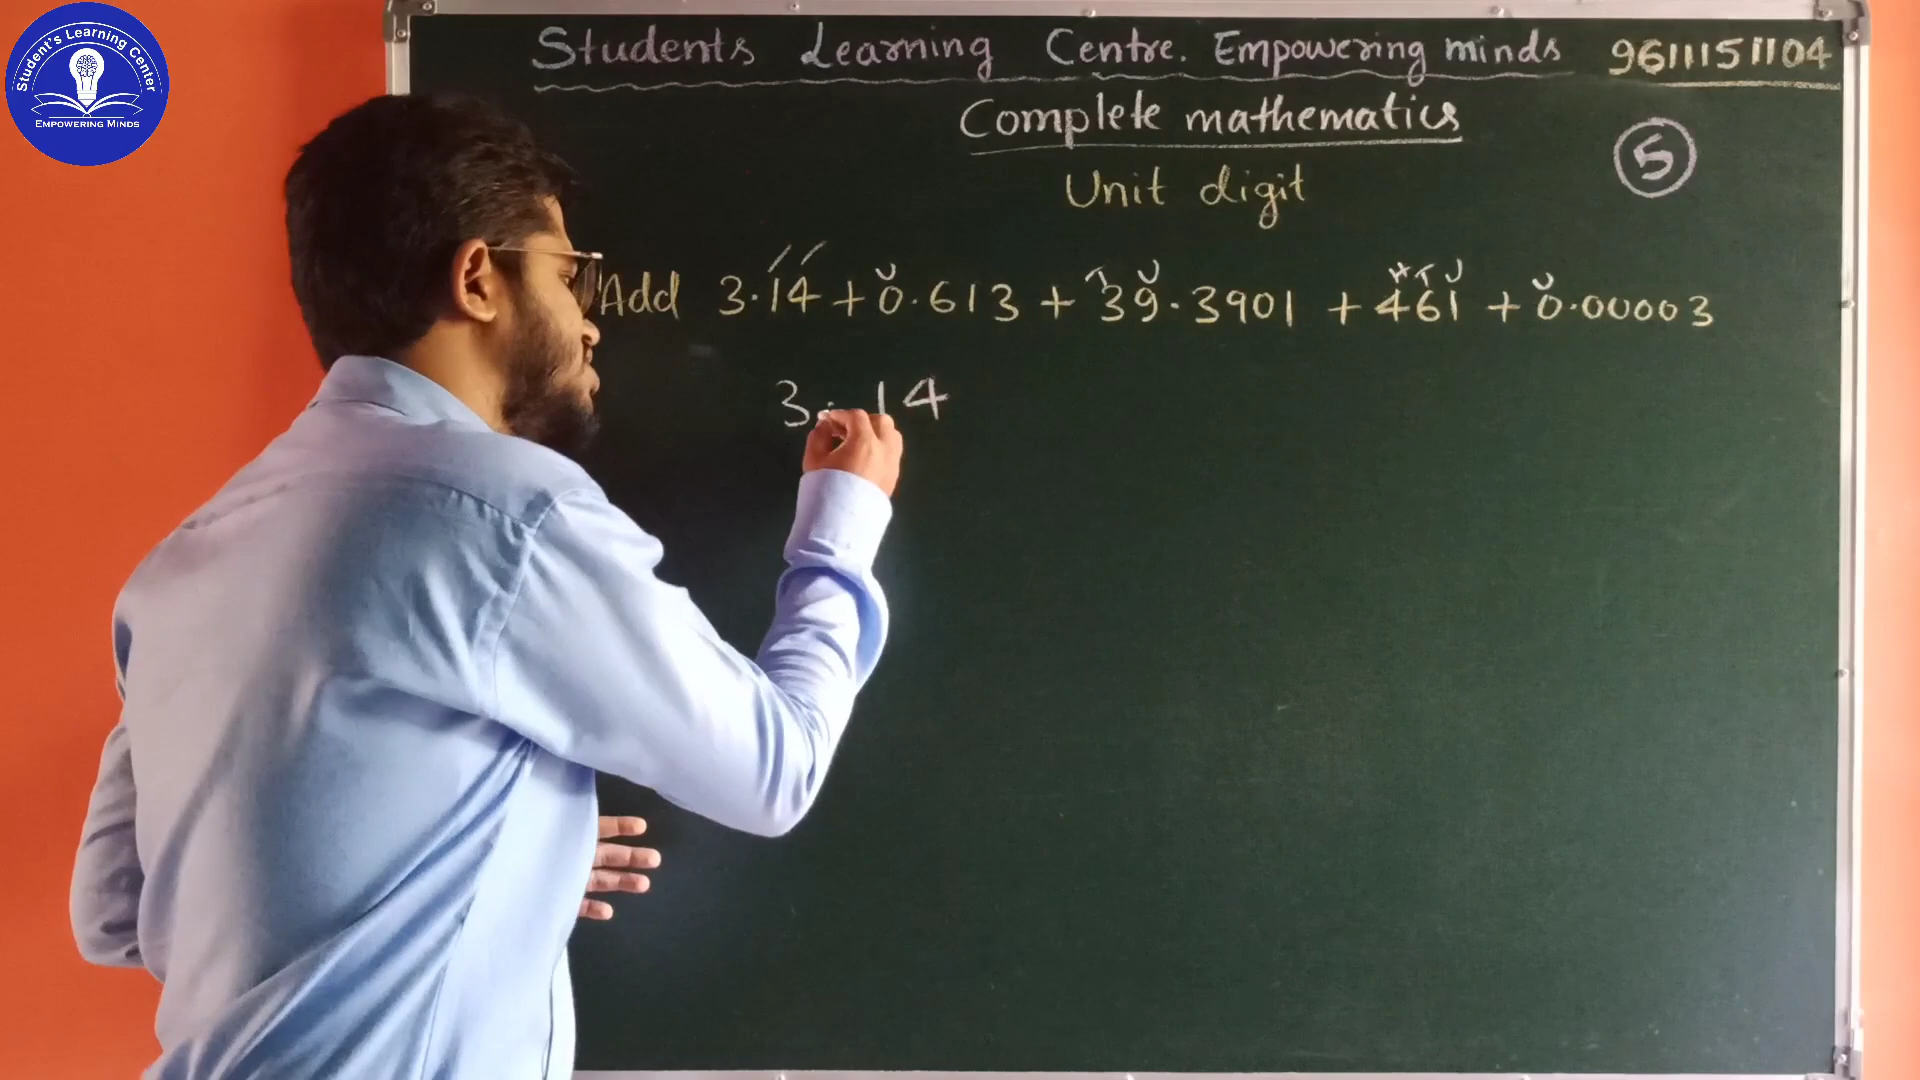 Student's Learning Center
EMPOWERING MINDS
Students Learning Centre. Empowering minds 9611151104
Complete mathematics
5
Unit digit
T U H T U
U U
Add 3.14 + 0.613 + 39.3901 + 461 + 0.00003
3.14